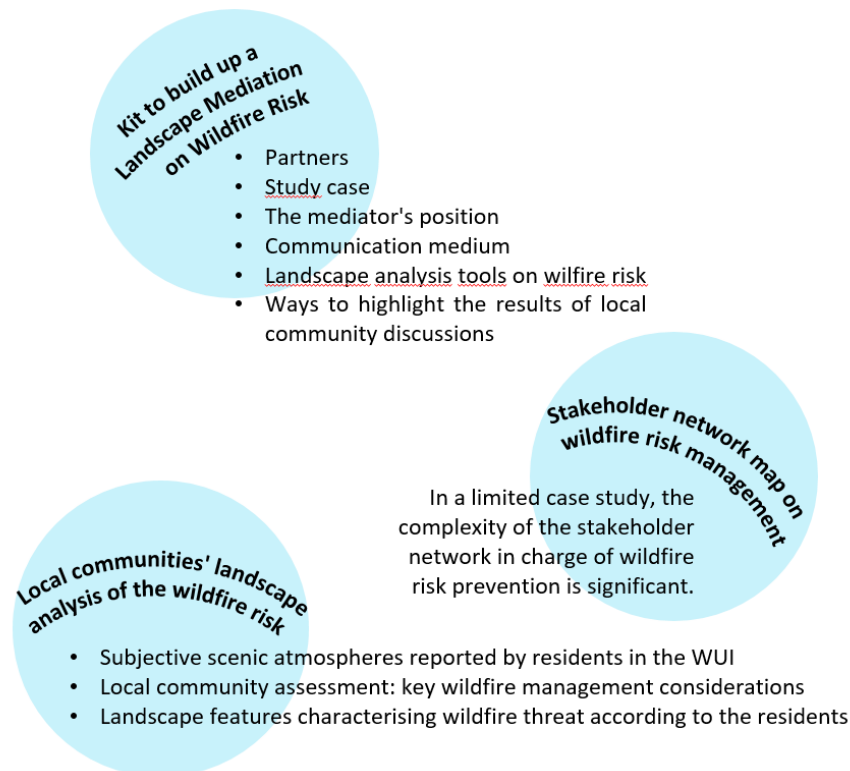 Kit to build up a
Landscape Mediation
on Wildfire Risk
• Partners
• Study case
• The mediator's position
• Communication medium
• Landscape analysis tools on wilfire risk
• Ways to highlight the results of local
community discussions
Stakeholder network map on
wildfire risk management
In a limited case study, the
complexity of the stakeholder
network in charge of wildfire
risk prevention is significant.
Local communities' landscape
analysis of the wildfire risk
• Subjective scenic atmospheres reported by residents in the WUI
• Local community assessment: key wildfire management considerations
• Landscape features characterising wildfire threat according to the residents